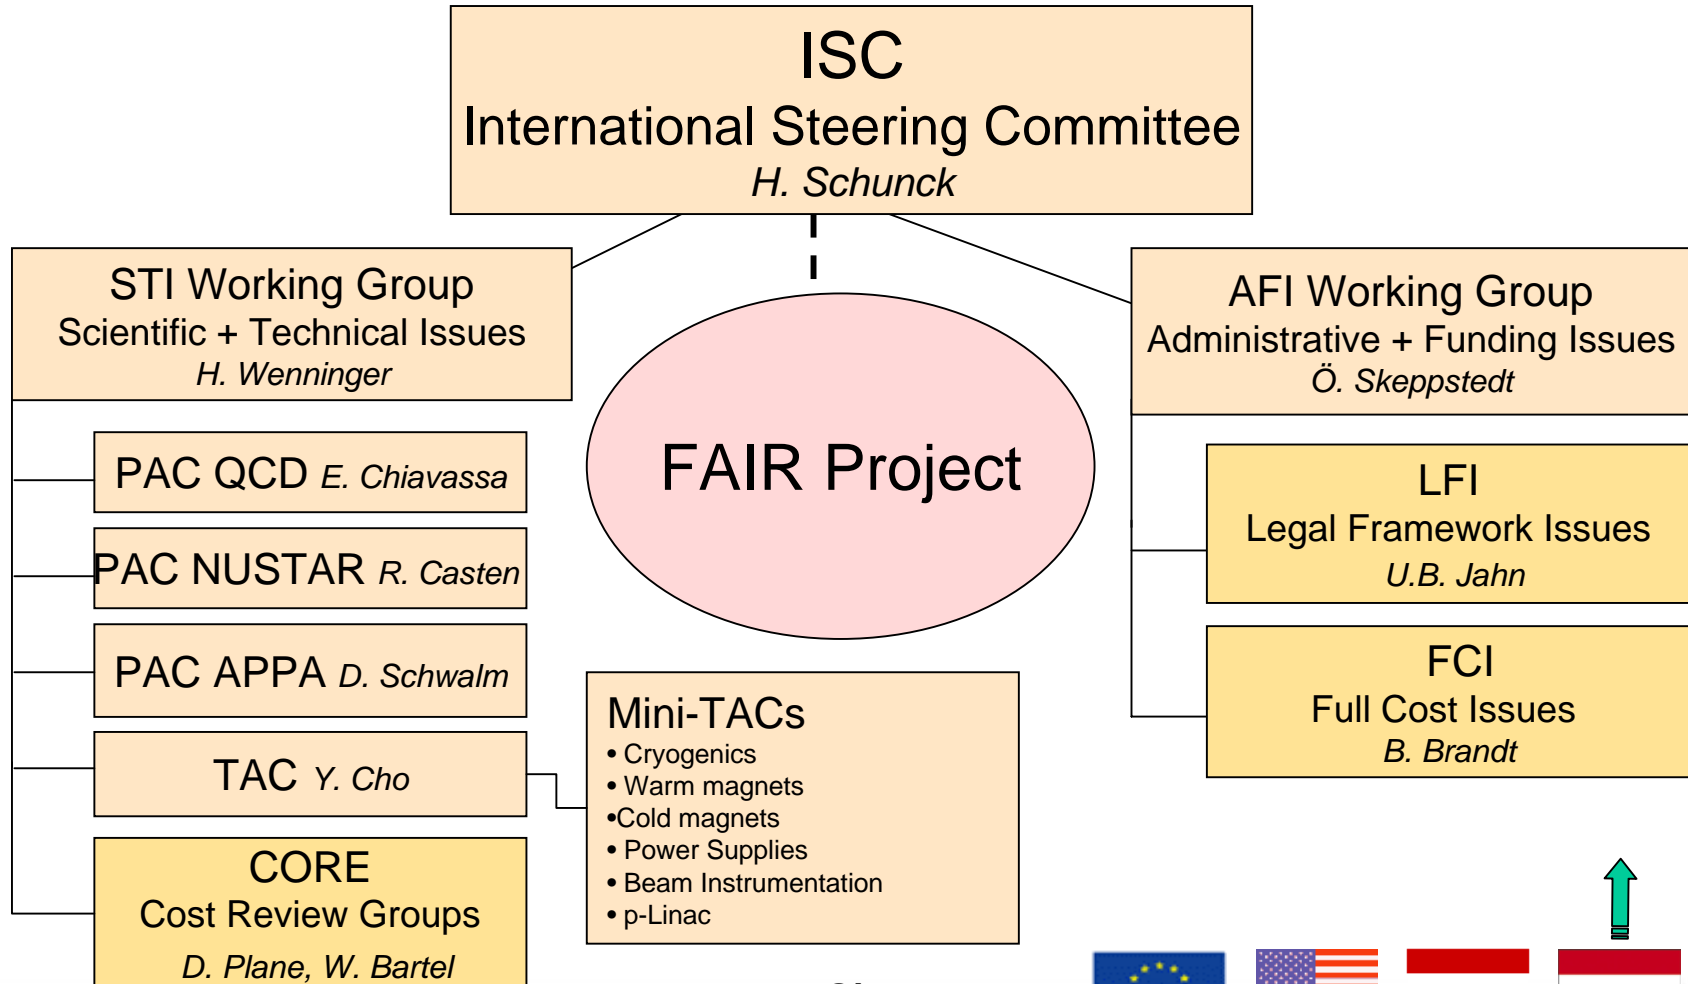 ISC
International Steering Committee
H. Schunck
STI Working Group
Scientific + Technical Issues
H. Wenninger
AFI Working Group
Administrative + Funding Issues
Ö. Skeppstedt
FAIR Project
PAC QCD E. Chiavassa
PAC NUSTAR R. Casten
PAC APPA D. Schwalm
TAC Y. Cho
CORE
Cost Review Groups
D. Plane, W. Bartel
Mini-TACs
• Cryogenics
• Warm magnets
•Cold magnets
• Power Supplies
• Beam Instrumentation
• p-Linac
LFI
Legal Framework Issues
U.B. Jahn
FCI
Full Cost Issues
B. Brandt